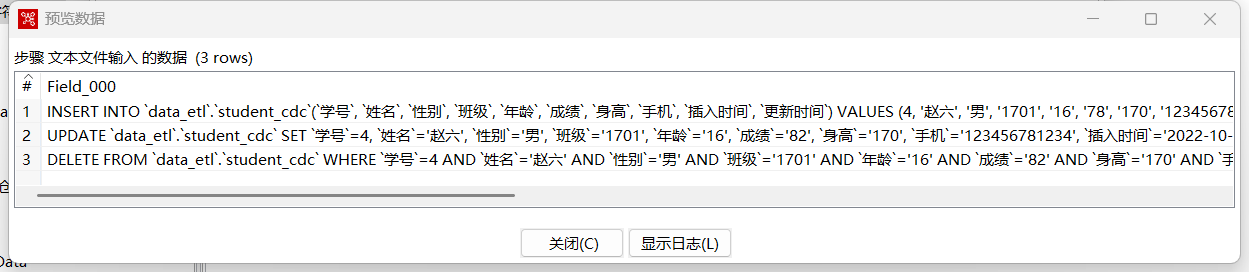 预览数据
步骤 文本文件输入 的数据 (3 rows)
# Field_000
1 INSERT INTO `data_etl`.`student_cdc`(`学号`, `姓名`, `性别`, `班级`, `年龄`, `成绩`, `身高`, `手机`, `插入时间`, `更新时间`) VALUES (4, '赵六', '男', '1701', '16', '78', '170', '12345678
2 UPDATE `data_etl`.`student_cdc` SET `学号`=4, `姓名`='赵六', `性别`='男', `班级`='1701', `年龄`='16', `成绩`='82', `身高`='170', `手机`='123456781234', `插入时间`='2022-10-
3 DELETE FROM `data_etl`.`student_cdc` WHERE `学号`=4 AND `姓名`='赵六' AND `性别`='男' AND `班级`='1701' AND `年龄`='16' AND `成绩`='82' AND `身高`='170' AND `手
关闭(C) 显示日志(L)
Data